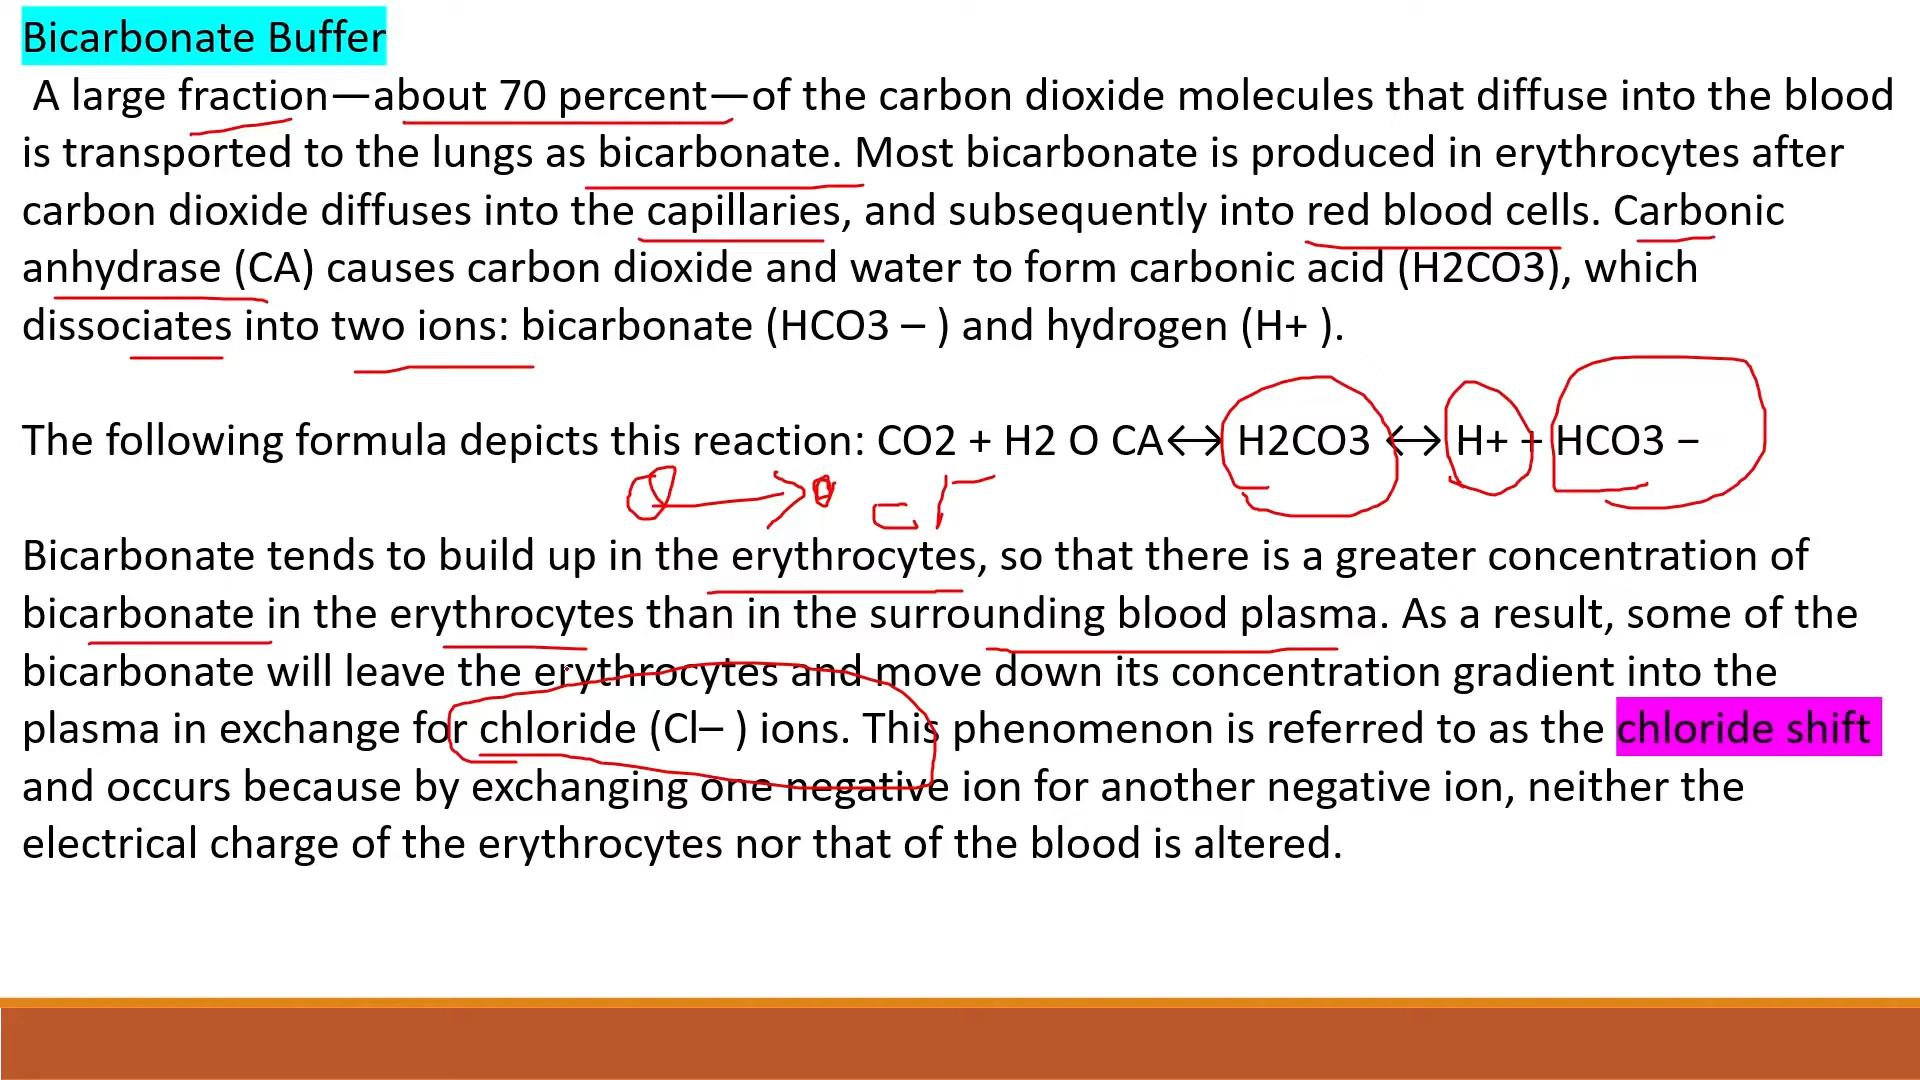 Bicarbonate Buffer
A large fraction—about 70 percent—of the carbon dioxide molecules that diffuse into the blood
is transported to the lungs as bicarbonate. Most bicarbonate is produced in erythrocytes after
carbon dioxide diffuses into the capillaries, and subsequently into red blood cells. Carbonic
anhydrase (CA) causes carbon dioxide and water to form carbonic acid (H2CO3), which
dissociates into two ions: bicarbonate (HCO3 – ) and hydrogen (H+ ).
The following formula depicts this reaction: CO2 + H2 O CA↔ H2CO3 ↔ H+ + HCO3 −
cl −
Bicarbonate tends to build up in the erythrocytes, so that there is a greater concentration of
bicarbonate in the erythrocytes than in the surrounding blood plasma. As a result, some of the
bicarbonate will leave the erythrocytes and move down its concentration gradient into the
plasma in exchange for chloride (Cl– ) ions. This phenomenon is referred to as the chloride shift
and occurs because by exchanging one negative ion for another negative ion, neither the
electrical charge of the erythrocytes nor that of the blood is altered.